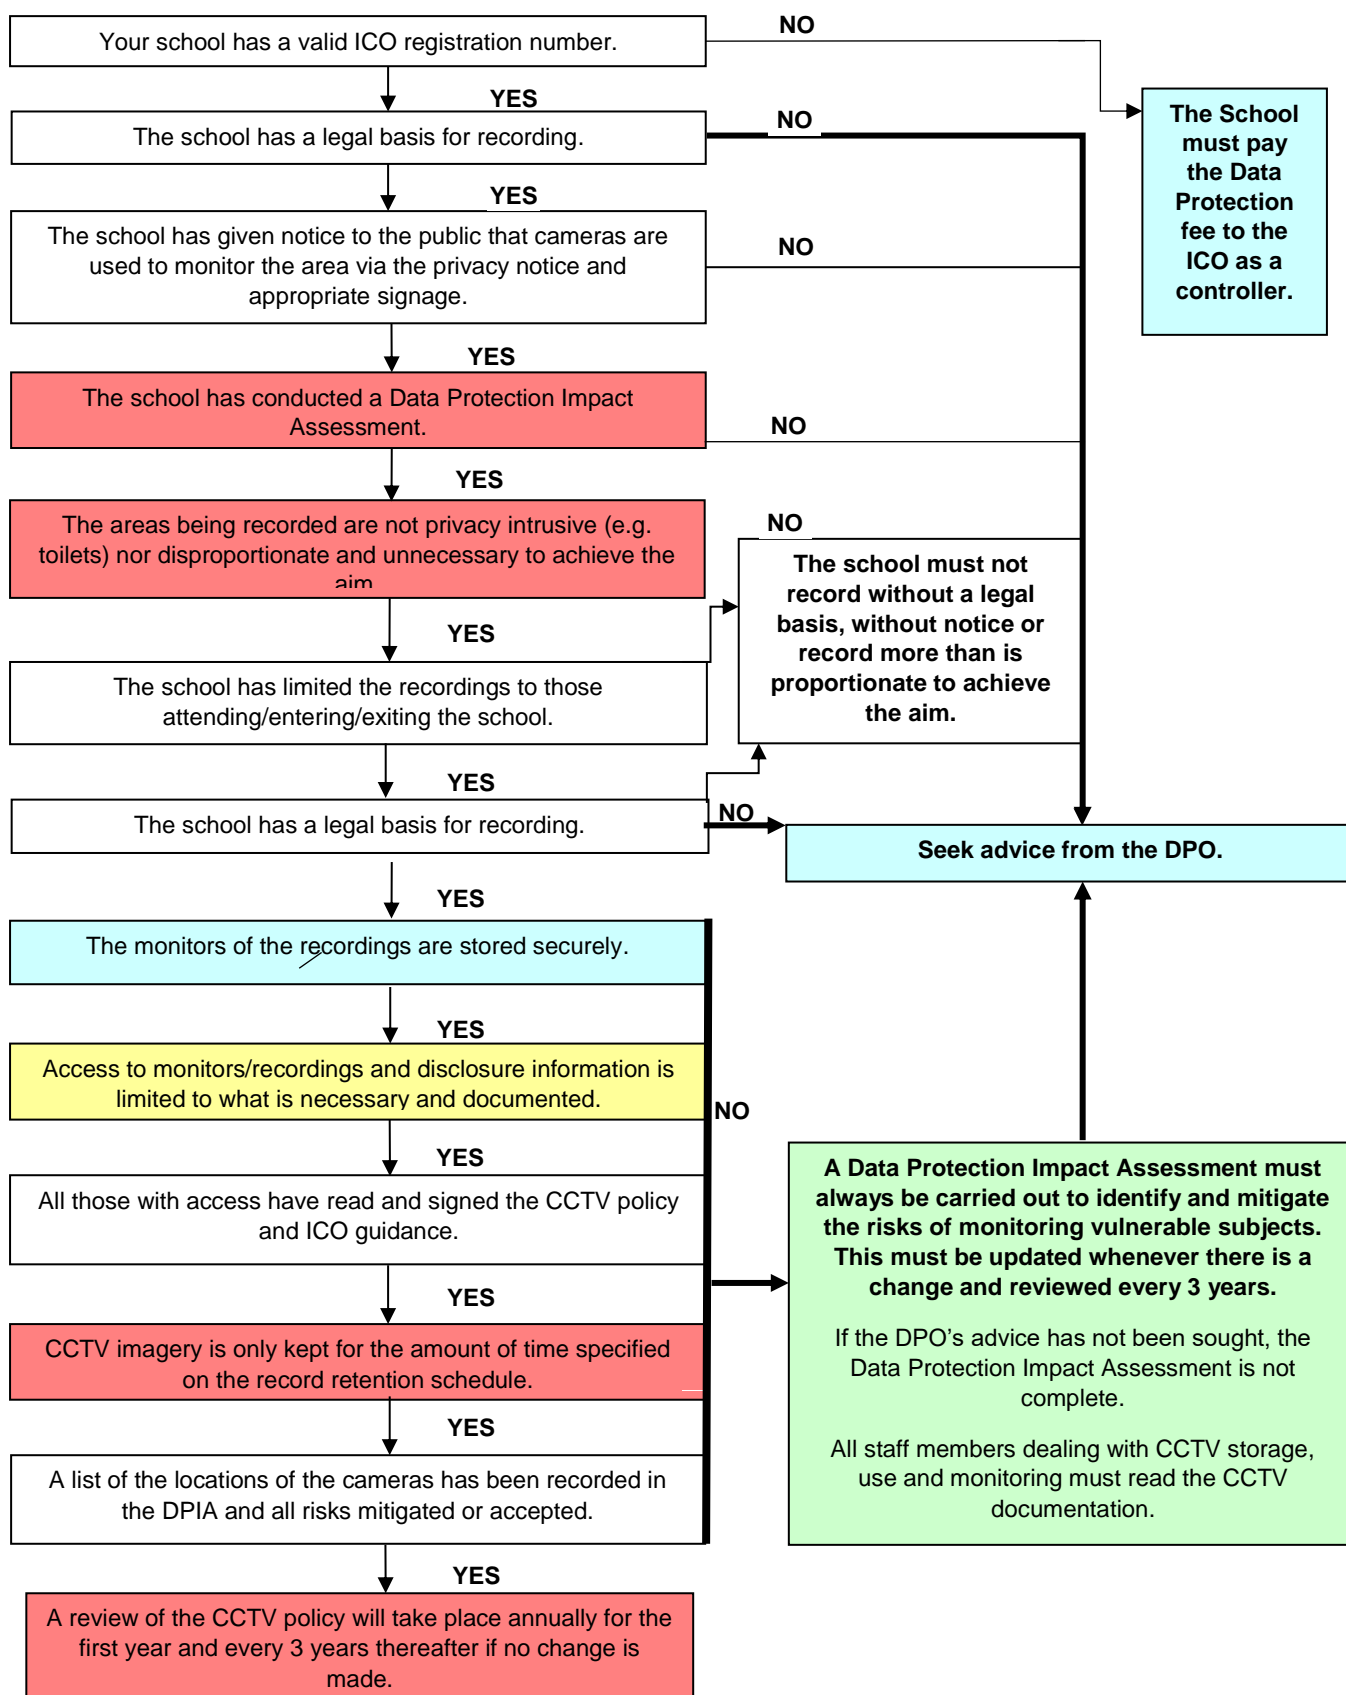 Your school has a valid ICO registration number.
NO
YES
The School
must pay
the Data
Protection
fee to the
ICO as a
controller.
The school has a legal basis for recording.
NO
YES
The school has given notice to the public that cameras are
used to monitor the area via the privacy notice and
appropriate signage.
NO
YES
The school has conducted a Data Protection Impact
Assessment.
NO
YES
The areas being recorded are not privacy intrusive (e.g.
toilets) nor disproportionate and unnecessary to achieve the
aim
NO
The school must not
record without a legal
basis, without notice or
record more than is
proportionate to achieve
the aim.
YES
The school has limited the recordings to those
attending/entering/exiting the school.
YES
The school has a legal basis for recording.
NO
Seek advice from the DPO.
YES
The monitors of the recordings are stored securely.
YES
Access to monitors/recordings and disclosure information is
limited to what is necessary and documented.
NO
YES
All those with access have read and signed the CCTV policy
and ICO guidance.
A Data Protection Impact Assessment must
always be carried out to identify and mitigate
the risks of monitoring vulnerable subjects.
This must be updated whenever there is a
change and reviewed every 3 years.
If the DPO’s advice has not been sought, the
Data Protection Impact Assessment is not
complete.
All staff members dealing with CCTV storage,
use and monitoring must read the CCTV
documentation.
YES
CCTV imagery is only kept for the amount of time specified
on the record retention schedule.
YES
A list of the locations of the cameras has been recorded in
the DPIA and all risks mitigated or accepted.
YES
A review of the CCTV policy will take place annually for the
first year and every 3 years thereafter if no change is
made.